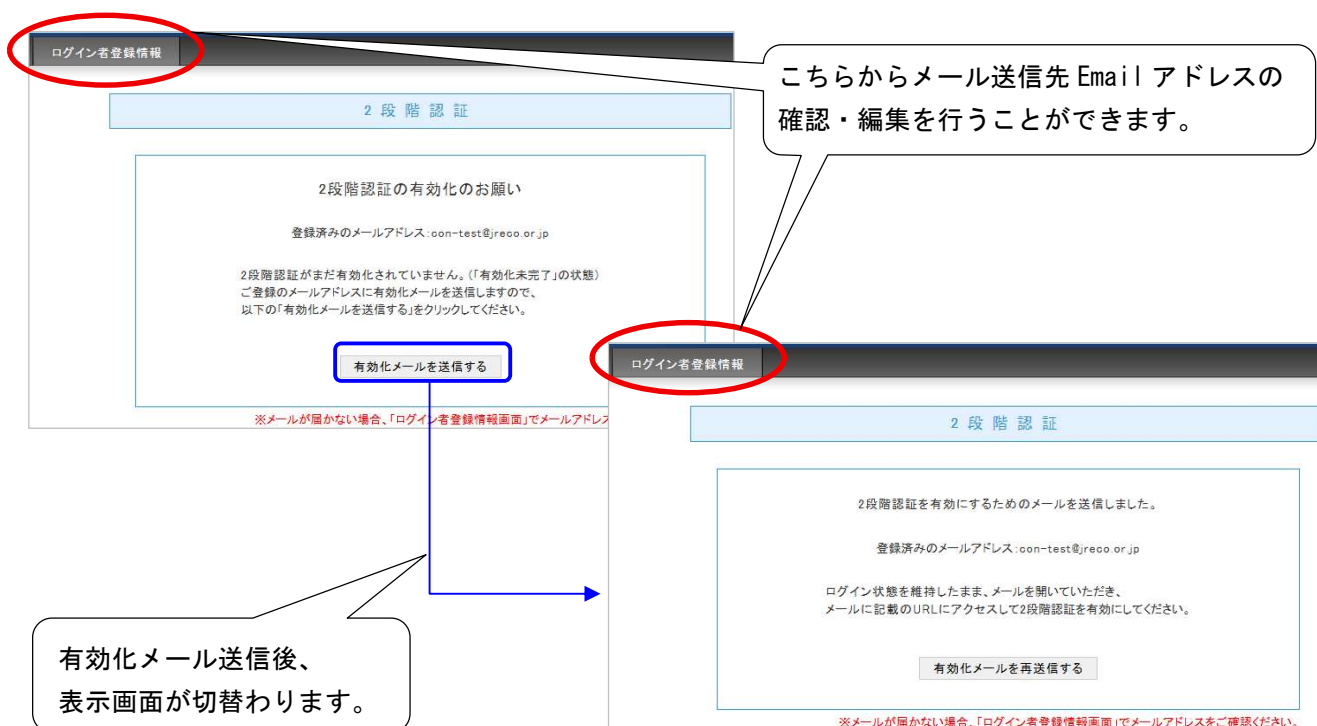 ログイン者登録情報
2段階認証
2段階認証の有効化のお願い
登録済みのメールアドレス:con-test@jreco.or.jp
2段階認証がまだ有効化されていません。(「有効化未完了」の状態)
ご登録のメールアドレスに有効化メールを送信しますので、
以下の「有効化メールを送信する」をクリックしてください。
有効化メールを送信する
※メールが届かない場合、「ログイン者登録情報画面」でメールアドレス
こちらからメール送信先 Email アドレスの
確認・編集を行うことができます。
ログイン者登録情報
2段階認証
2段階認証を有効にするためのメールを送信しました。
登録済みのメールアドレス:con-test@jreco.or.jp
ログイン状態を維持したまま、メールを開いていただき、
メールに記載のURLにアクセスして2段階認証を有効にしてください。
有効化メールを再送信する
※メールが届かない場合、「ログイン者登録情報画面」でメールアドレスをご確認ください。
有効化メール送信後、
表示画面が切替わります。